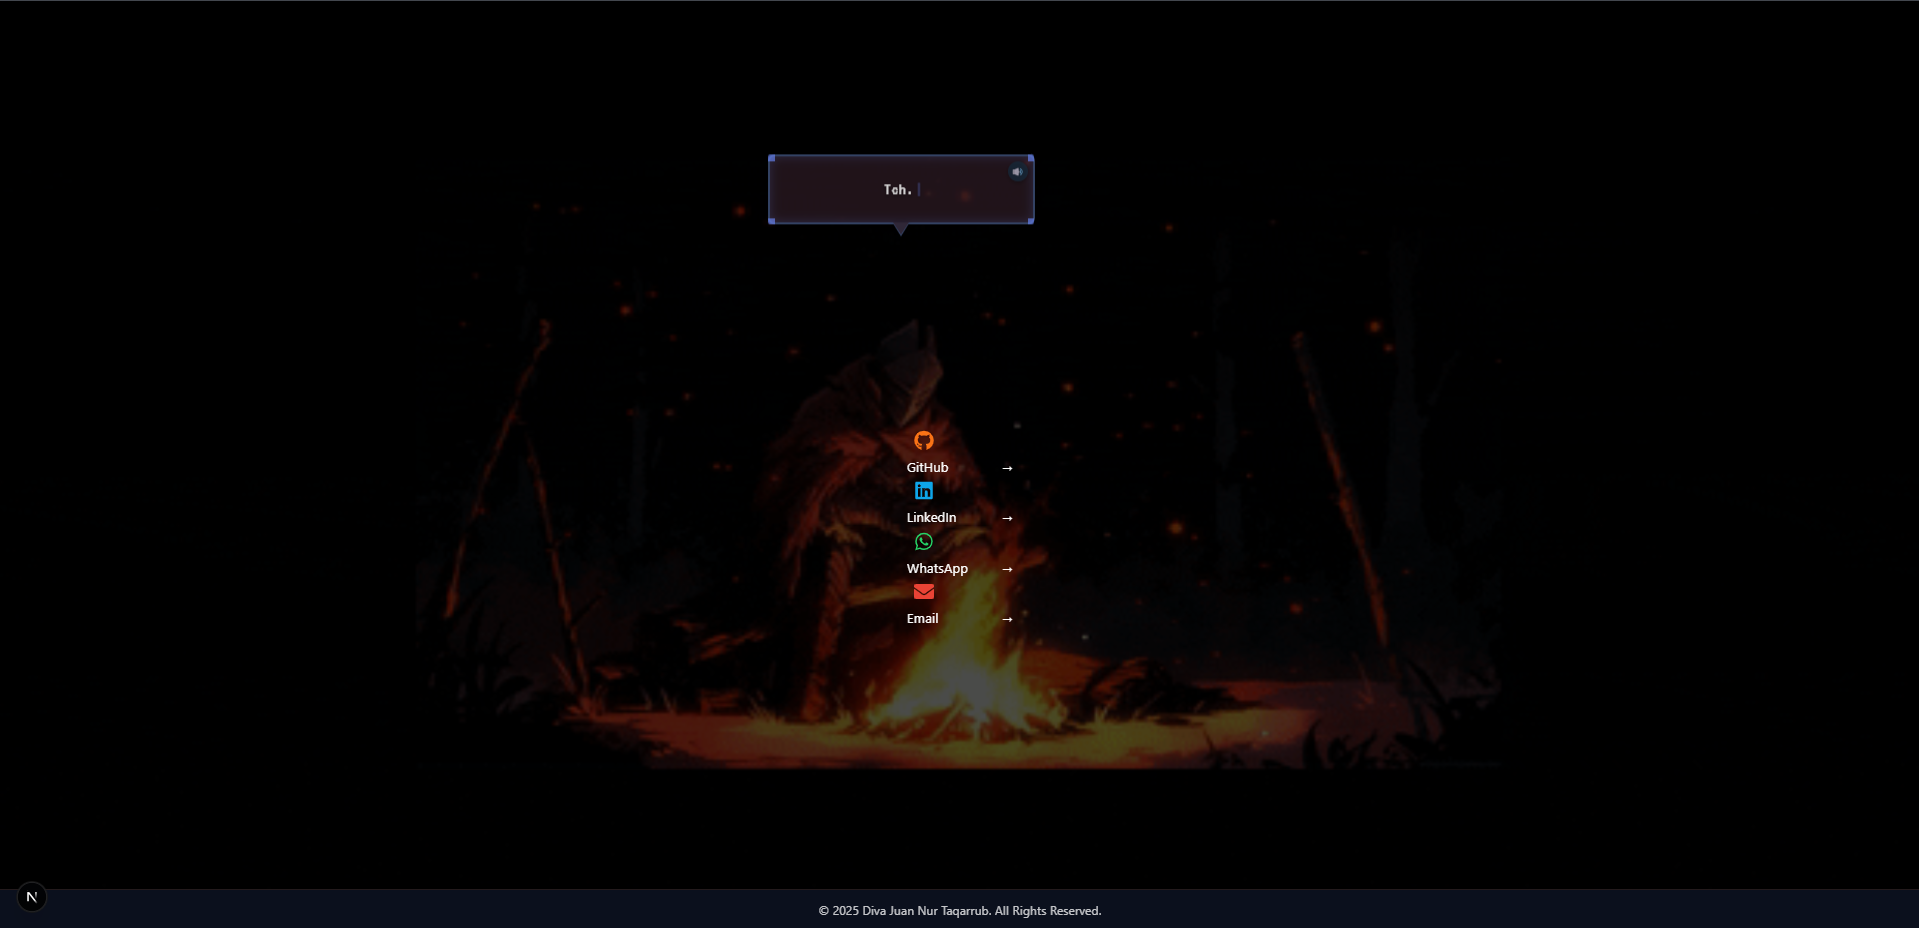 Tch.
GitHub →
LinkedIn →
WhatsApp →
Email →
N
© 2025 Diva Juan Nur Taqarrub. All Rights Reserved.